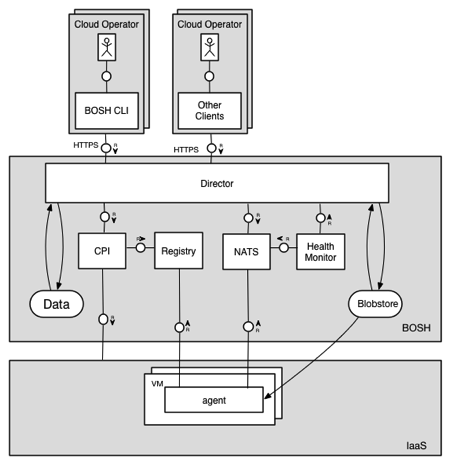 Cloud Operator
Cloud Operator
BOSH CLI
Other
Clients
HTTPS
R
HTTPS
R
Director
R
R
R
CPI
R
Registry
NATS
R
Health
Monitor
Data
Blobstore
R
R
R
BOSH
VM
agent
IaaS